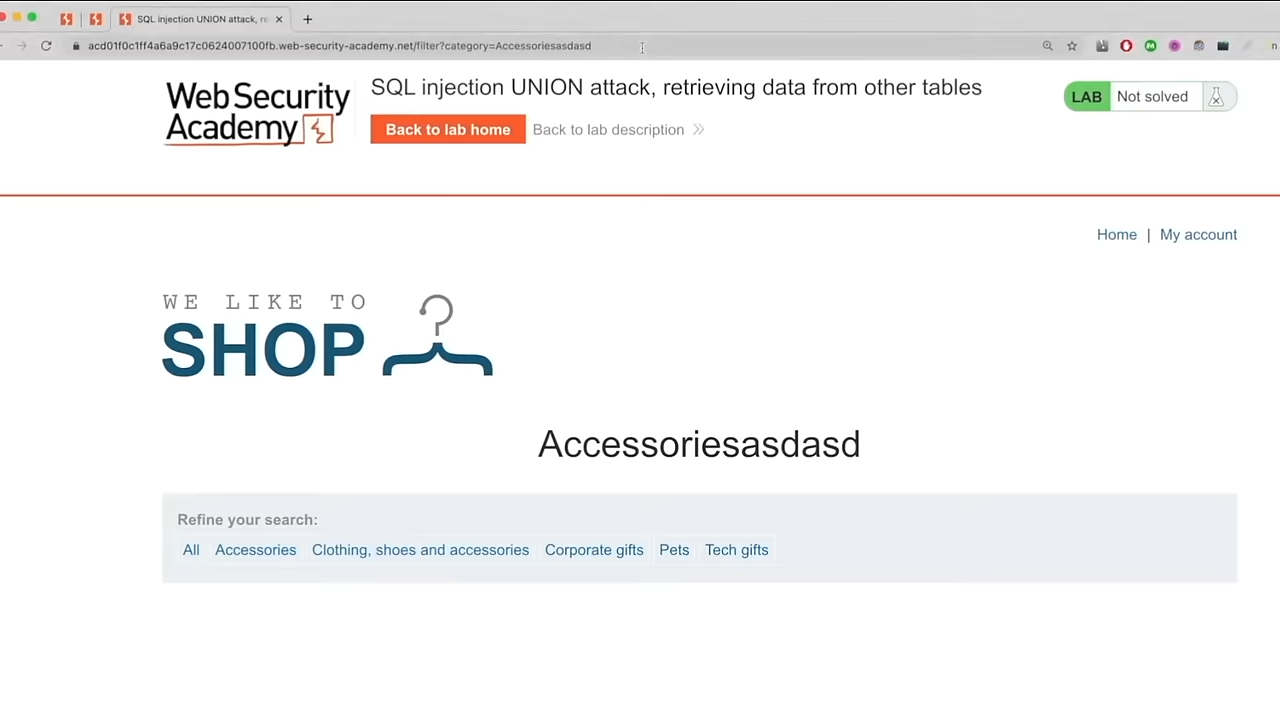 SQL injection UNION attack, re
acd01f0c1ff4a6a9c17c0624007100fb.web-security-academy.net/filter?category=Accessoriesasdasd
Web Security
Academy
SQL injection UNION attack, retrieving data from other tables
Back to lab home
Back to lab description
LAB Not solved
Home | My account
WE LIKE TO
SHOP
Accessoriesasdasd
Refine your search:
All Accessories Clothing, shoes and accessories Corporate gifts Pets Tech gifts